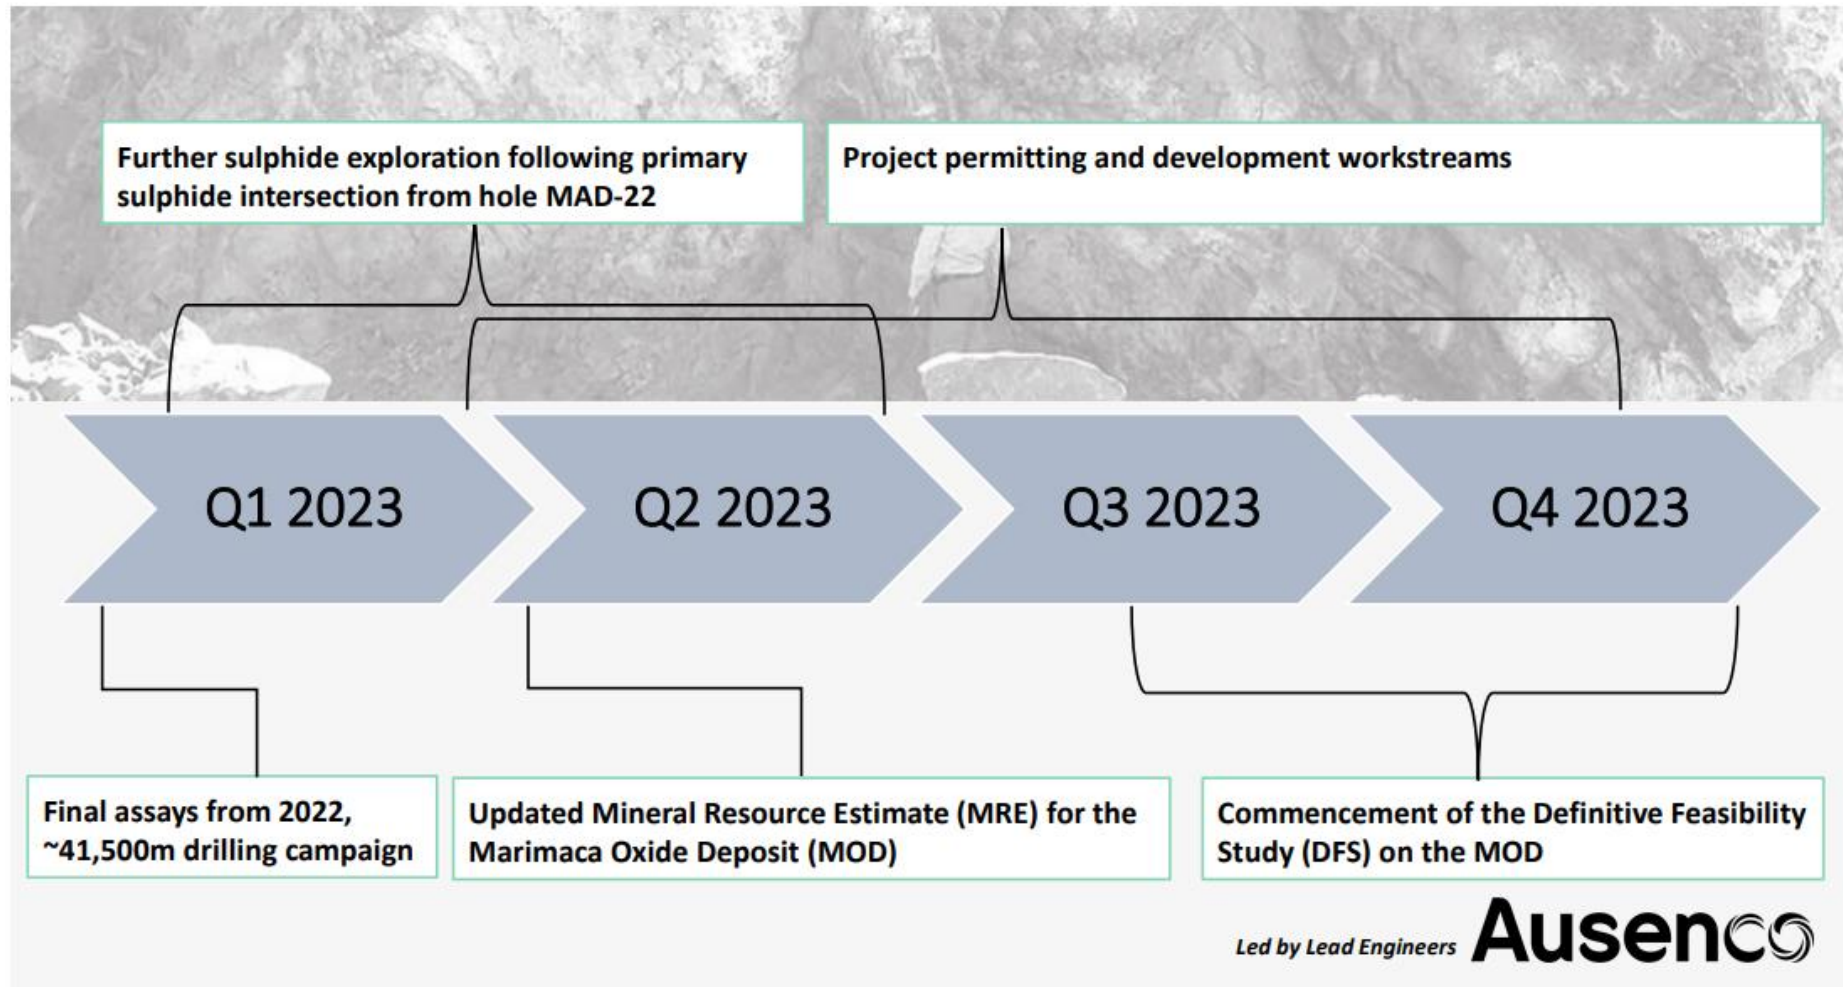 Further sulphide exploration following primary
sulphide intersection from hole MAD-22
Project permitting and development workstreams
Q1 2023
Q2 2023
Q3 2023
Q4 2023
Final assays from 2022,
~41,500m drilling campaign
Updated Mineral Resource Estimate (MRE) for the
Marimaca Oxide Deposit (MOD)
Commencement of the Definitive Feasibility
Study (DFS) on the MOD
Led by Lead Engineers
Ausenco